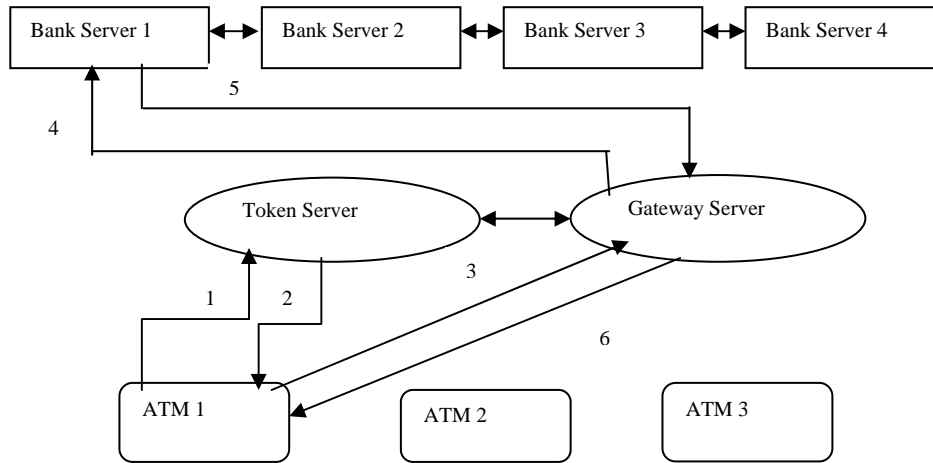 Bank Server 1
Bank Server 2
Bank Server 3
Bank Server 4
5
4
Token Server
Gateway Server
3
1
2
6
ATM 1
ATM 2
ATM 3